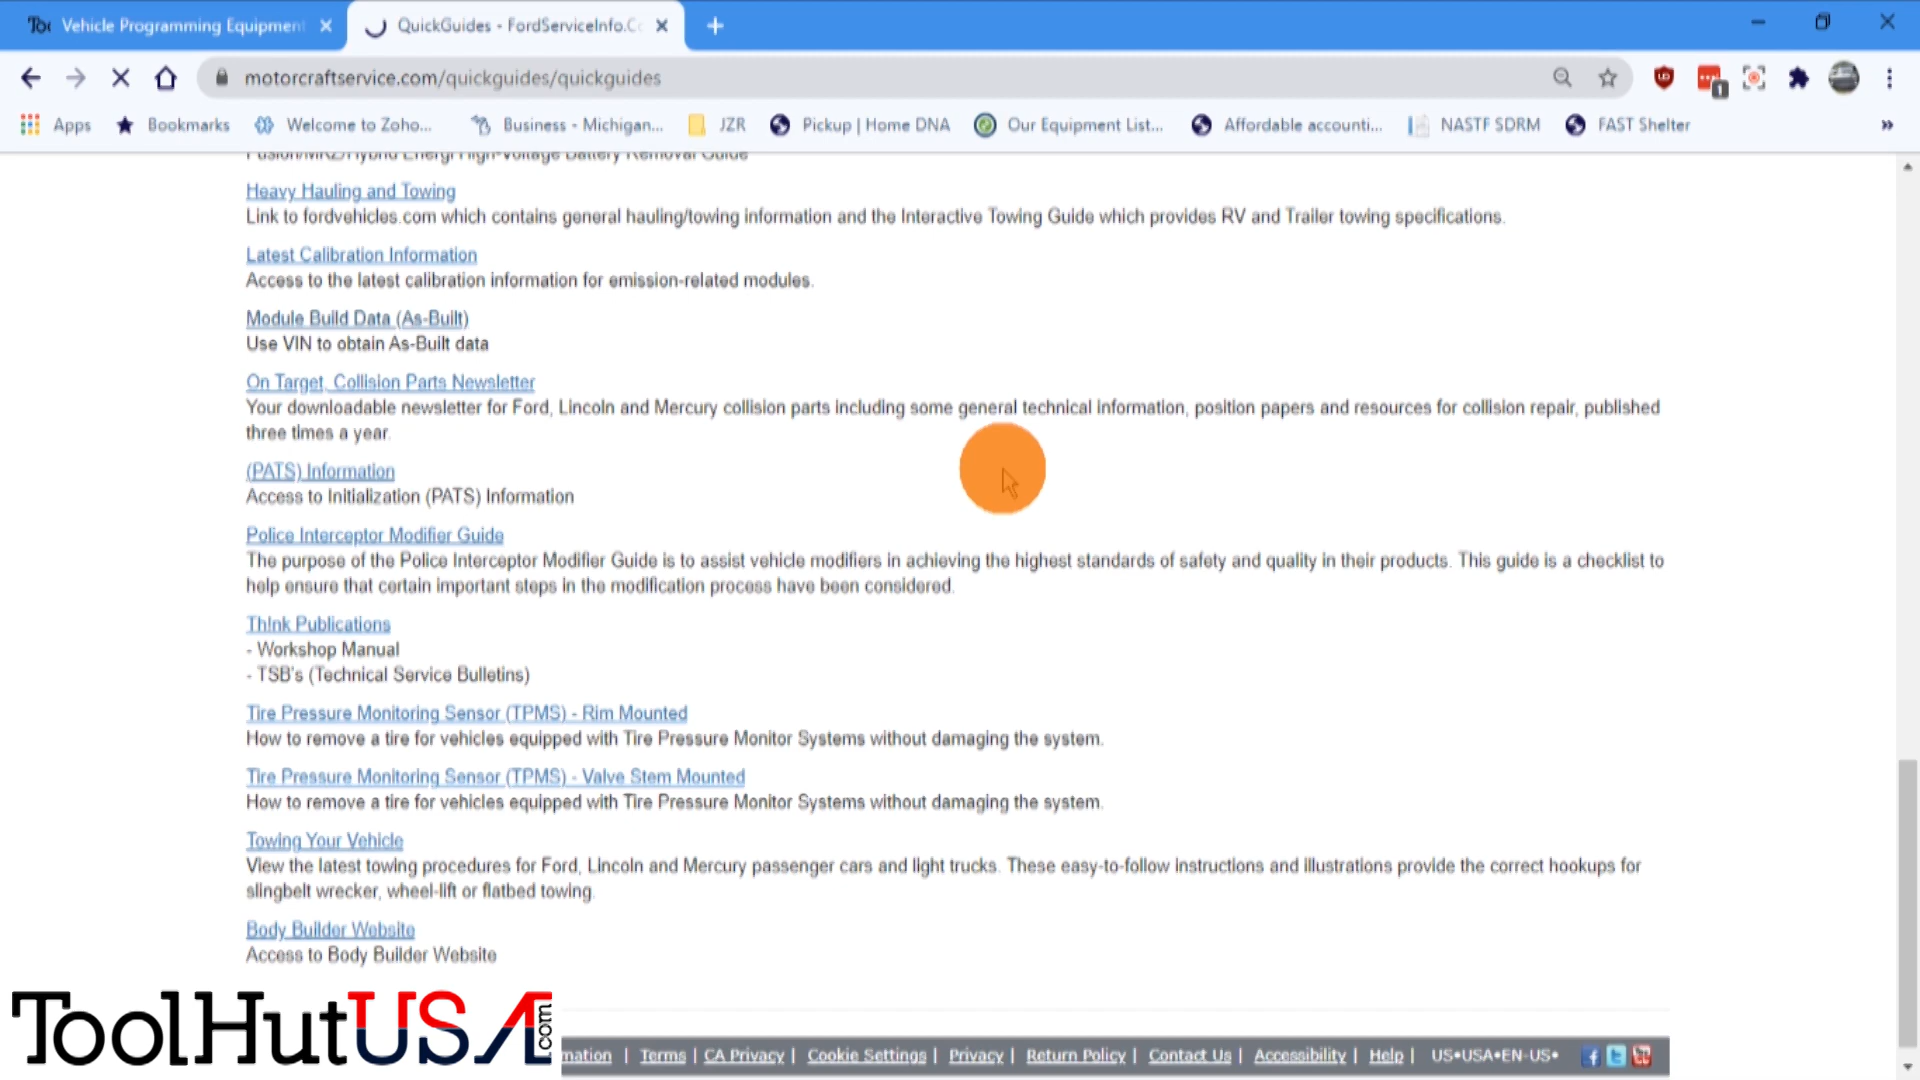 Vehicle Programming Equipment
QuickGuides - FordServiceInfo.C
motorcraftservice.com/quickguides/quickguides
1
Apps Bookmarks Welcome to Zoho... Business - Michigan... JZR Pickup | Home DNA Our Equipment List... Affordable accounti... NASTF SDRM FAST Shelter »
Fusion/MKZ/Hybrid Energi High-Voltage Battery Removal Guide
Heavy Hauling and Towing
Link to fordvehicles.com which contains general hauling/towing information and the Interactive Towing Guide which provides RV and Trailer towing specifications.
Latest Calibration Information
Access to the latest calibration information for emission-related modules.
Module Build Data (As-Built)
Use VIN to obtain As-Built data
On Target, Collision Parts Newsletter
Your downloadable newsletter for Ford, Lincoln and Mercury collision parts including some general technical information, position papers and resources for collision repair, published
three times a year.
(PATS) Information
Access to Initialization (PATS) Information
Police Interceptor Modifier Guide
The purpose of the Police Interceptor Modifier Guide is to assist vehicle modifiers in achieving the highest standards of safety and quality in their products. This guide is a checklist to
help ensure that certain important steps in the modification process have been considered.
Th!nk Publications
- Workshop Manual
- TSB's (Technical Service Bulletins)
Tire Pressure Monitoring Sensor (TPMS) - Rim Mounted
How to remove a tire for vehicles equipped with Tire Pressure Monitor Systems without damaging the system.
Tire Pressure Monitoring Sensor (TPMS) - Valve Stem Mounted
How to remove a tire for vehicles equipped with Tire Pressure Monitor Systems without damaging the system.
Towing Your Vehicle
View the latest towing procedures for Ford, Lincoln and Mercury passenger cars and light trucks. These easy-to-follow instructions and illustrations provide the correct hookups for
slingbelt wrecker, wheel-lift or flatbed towing.
Body Builder Website
Access to Body Builder Website
ToolHutUSA.com
mation | Terms | CA Privacy | Cookie Settings | Privacy | Return Policy | Contact Us | Accessibility | Help | US•USA•EN-US•